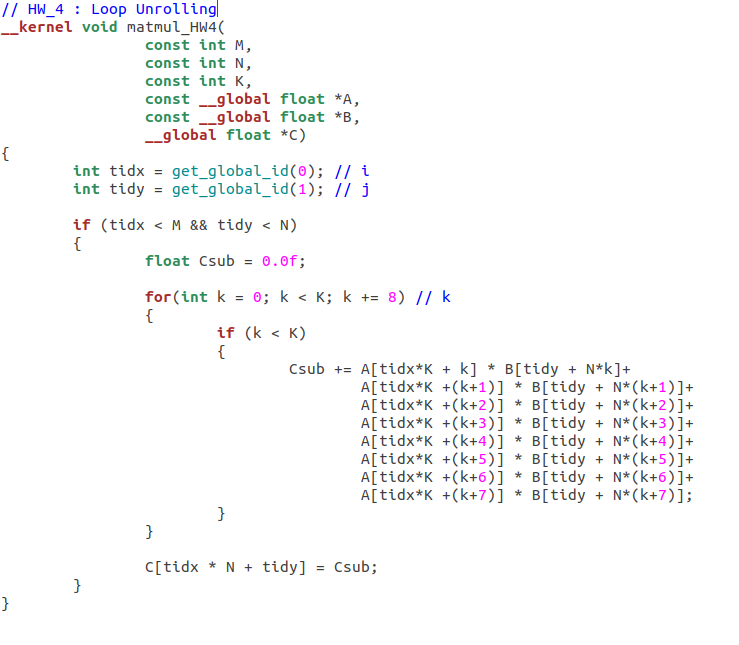 // HW_4 : Loop Unrolling
__kernel void matmul_HW4(
const int M,
const int N,
const int K,
const __global float *A,
const __global float *B,
__global float *C)
{
int tidx = get_global_id(0); // i
int tidy = get_global_id(1); // j
if (tidx < M && tidy < N)
{
float Csub = 0.0f;
for(int k = 0; k < K; k += 8) // k
{
if (k < K)
{
Csub += A[tidx*K + k] * B[tidy + N*k]+
A[tidx*K +(k+1)] * B[tidy + N*(k+1)]+
A[tidx*K +(k+2)] * B[tidy + N*(k+2)]+
A[tidx*K +(k+3)] * B[tidy + N*(k+3)]+
A[tidx*K +(k+4)] * B[tidy + N*(k+4)]+
A[tidx*K +(k+5)] * B[tidy + N*(k+5)]+
A[tidx*K +(k+6)] * B[tidy + N*(k+6)]+
A[tidx*K +(k+7)] * B[tidy + N*(k+7)];
}
}
C[tidx * N + tidy] = Csub;
}
}